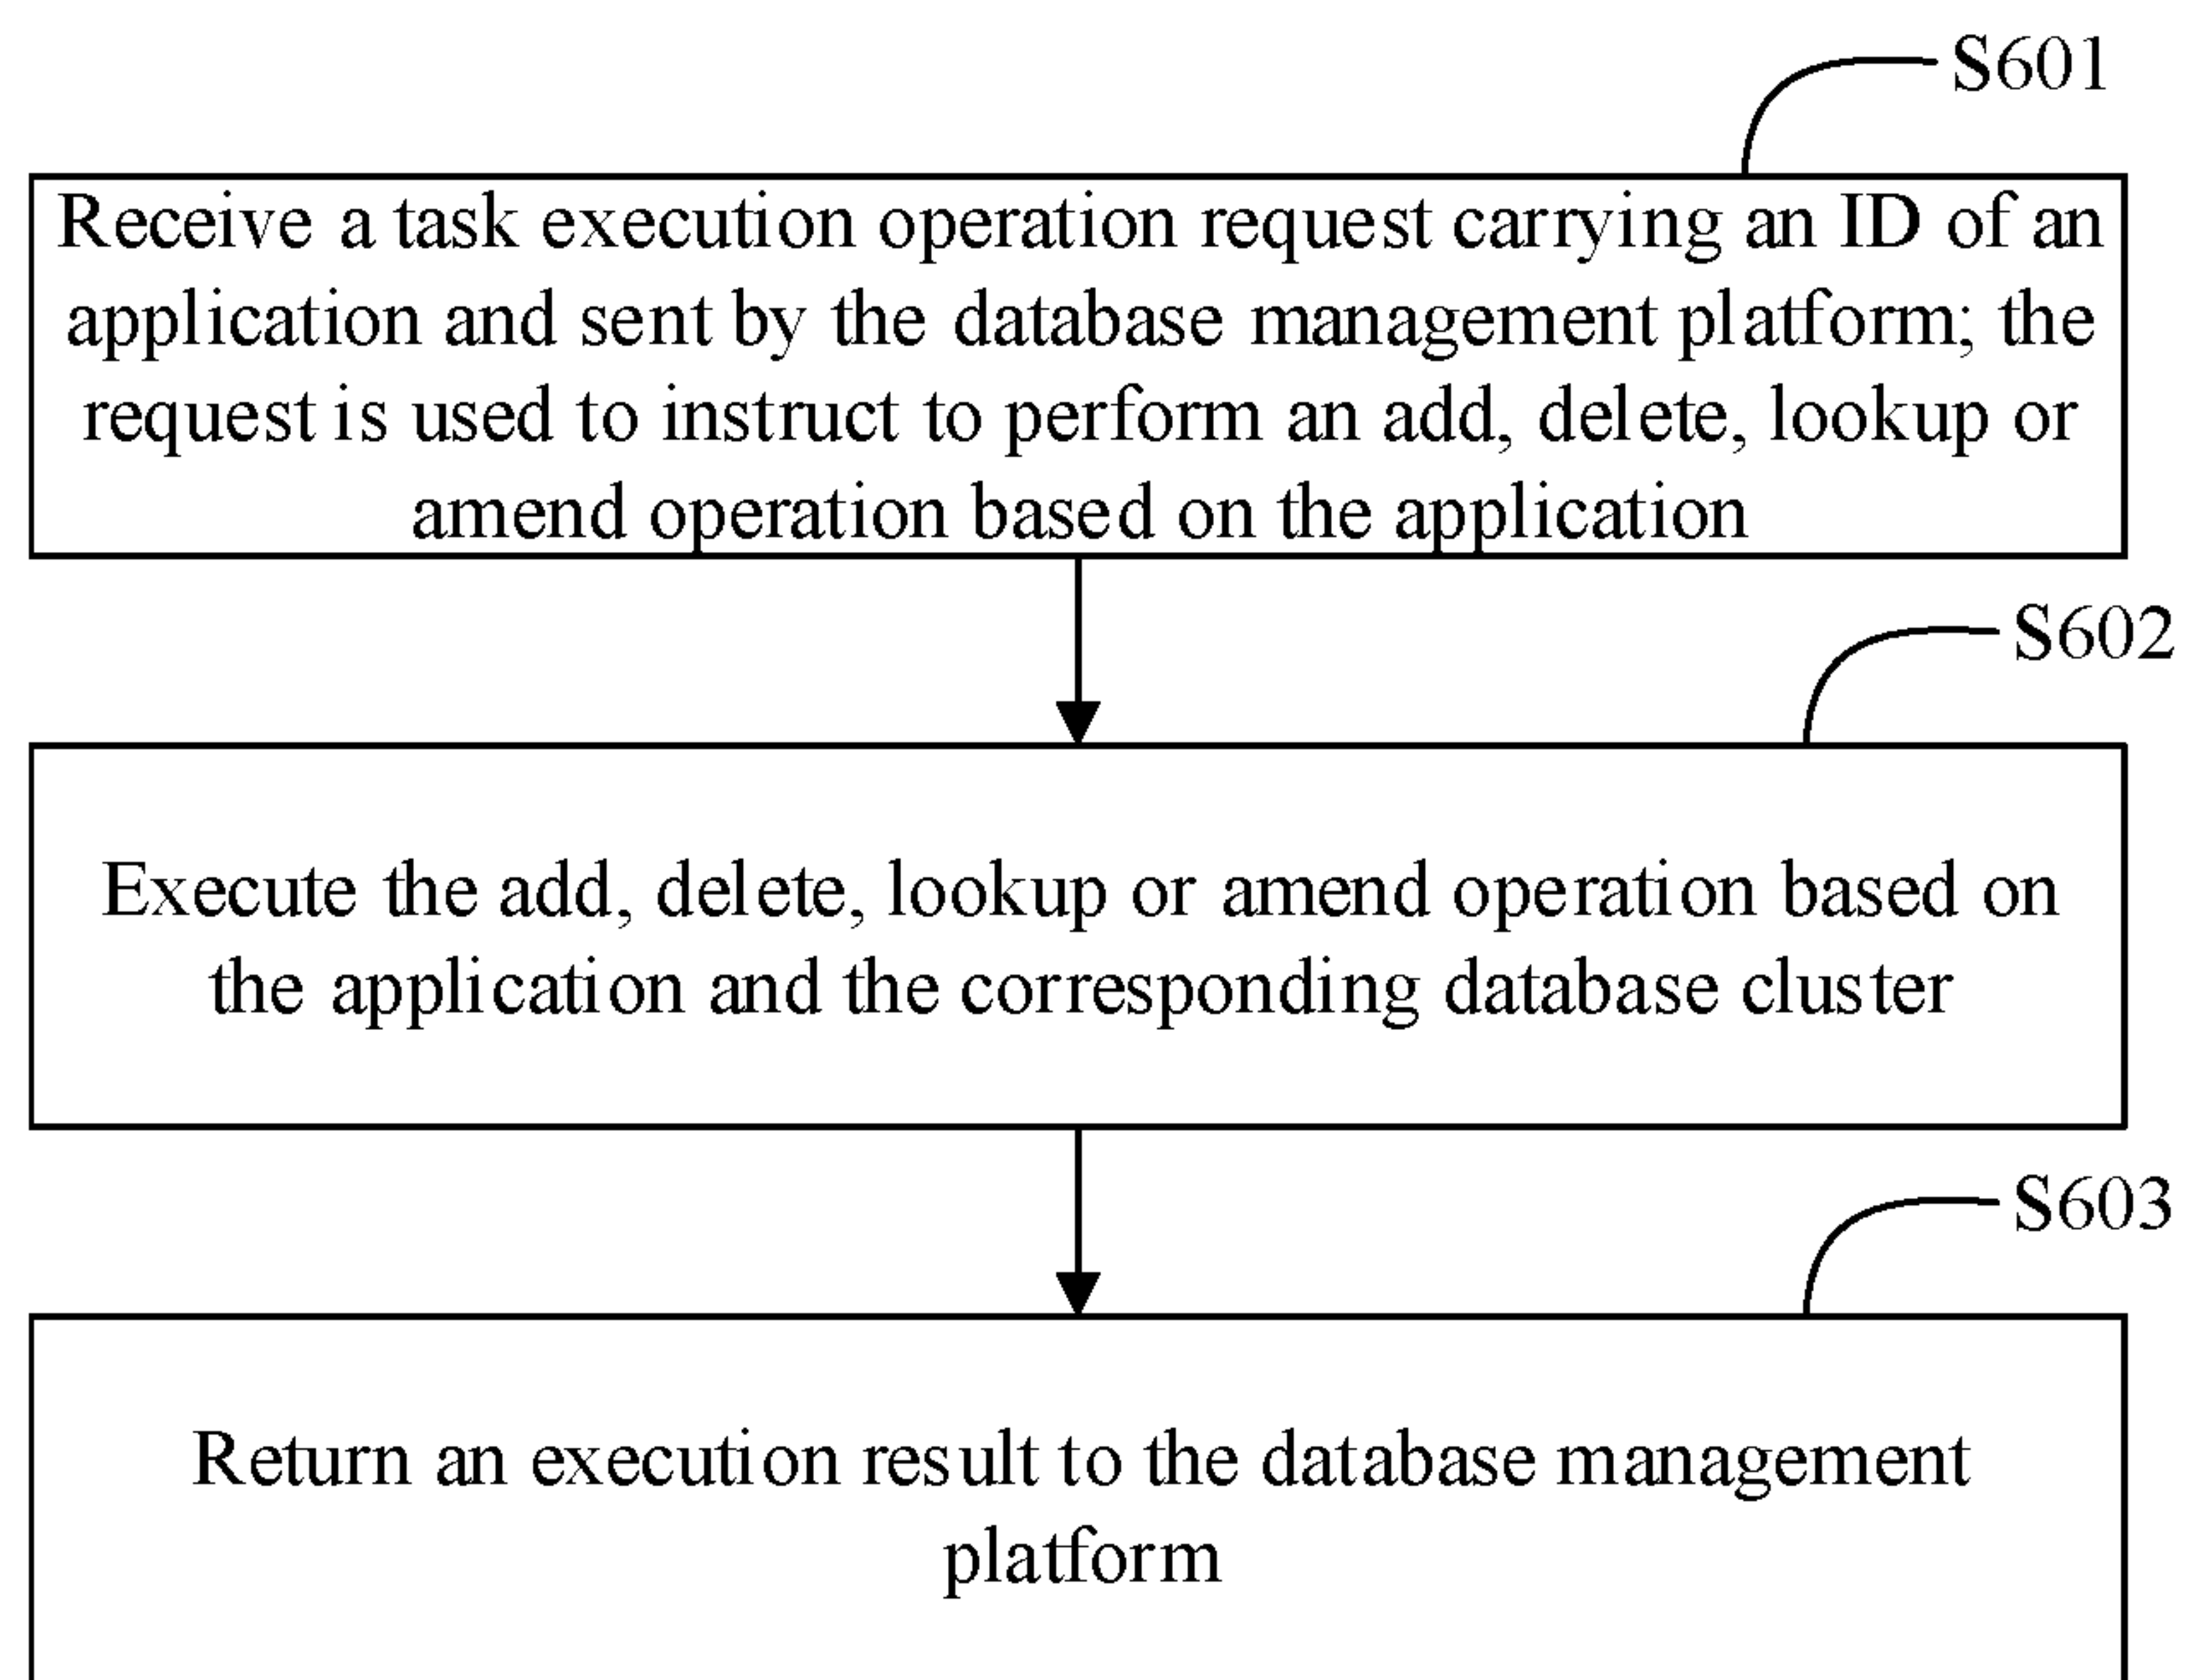 S601
Receive a task execution operation request carrying an ID of an
application and sent by the database management platform; the
request is used to instruct to perform an add, delete, lookup or
amend operation based on the application
S602
Execute the add, delete, lookup or amend operation based on
the application and the corresponding database cluster
S603
Return an execution result to the database management
platform